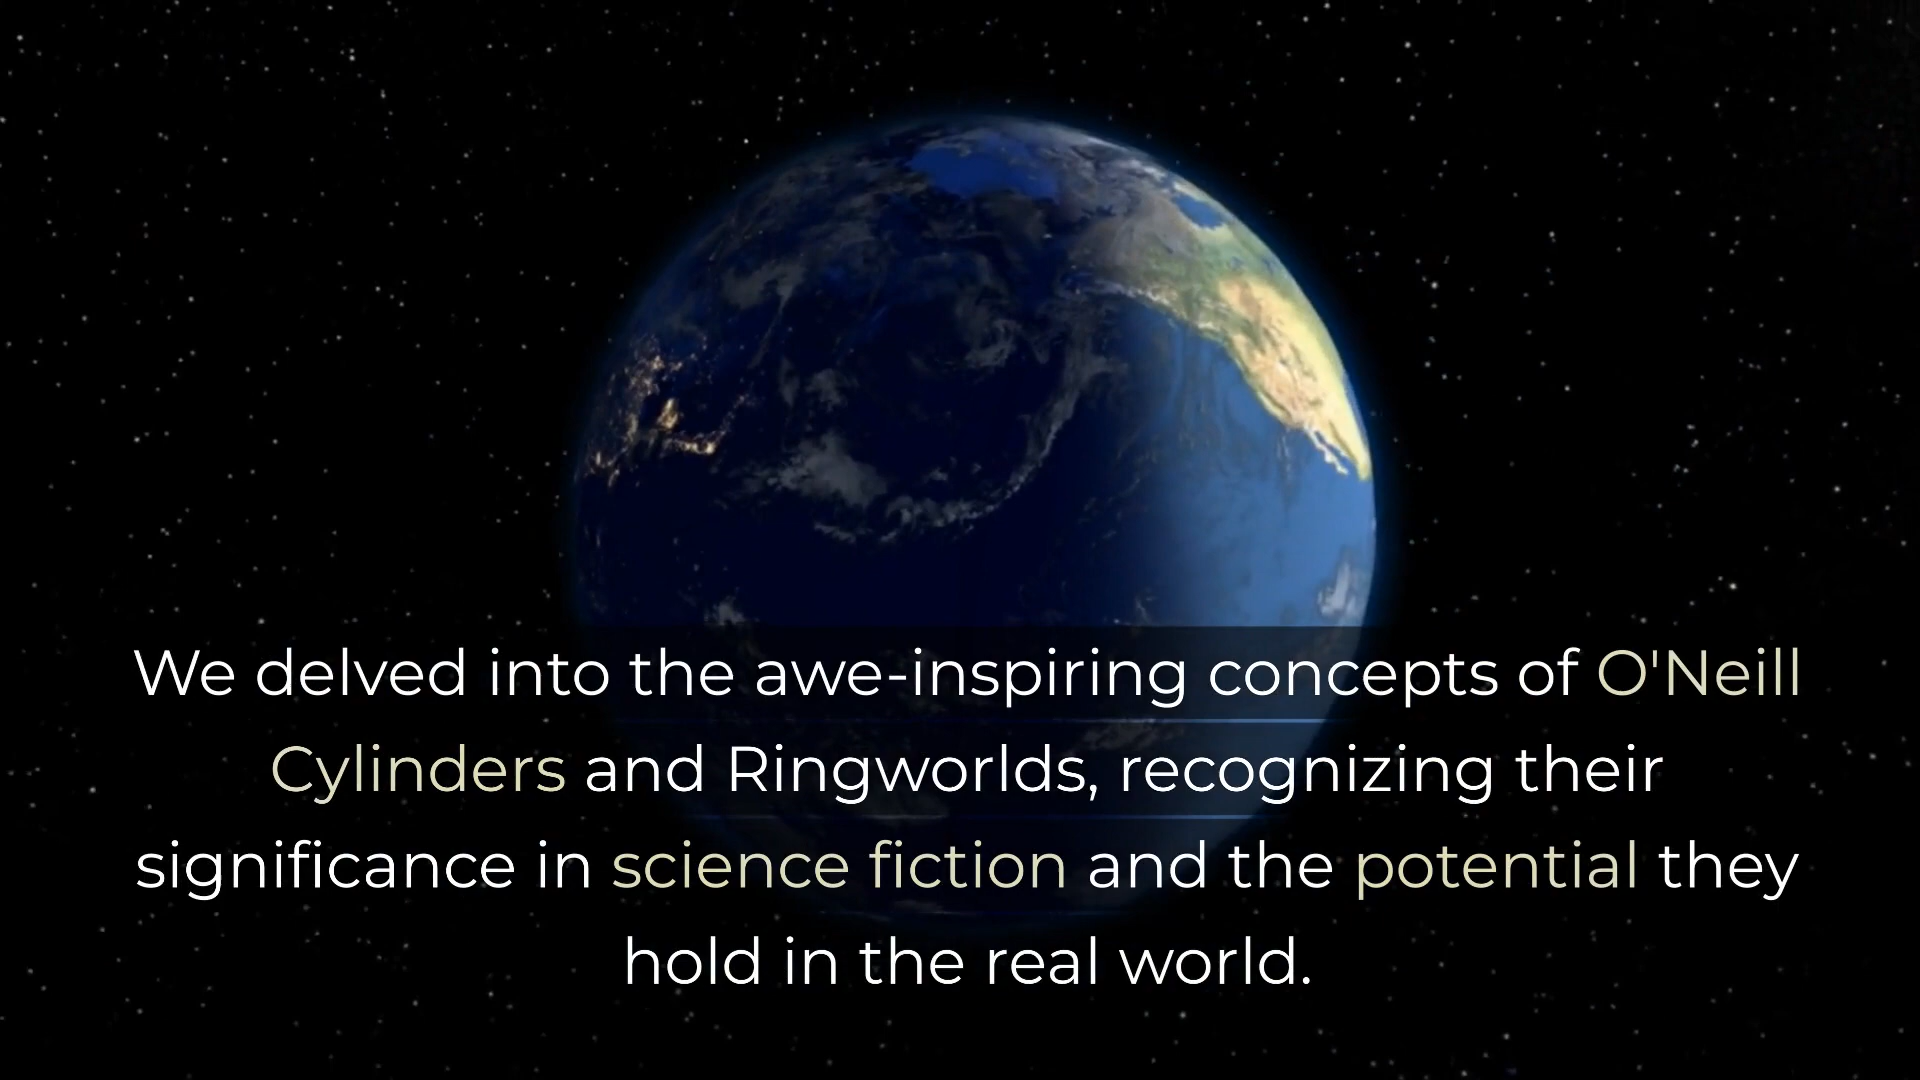 We delved into the awe-inspiring concepts of O'Neill
Cylinders and Ringworlds, recognizing their
significance in science fiction and the potential they
hold in the real world.